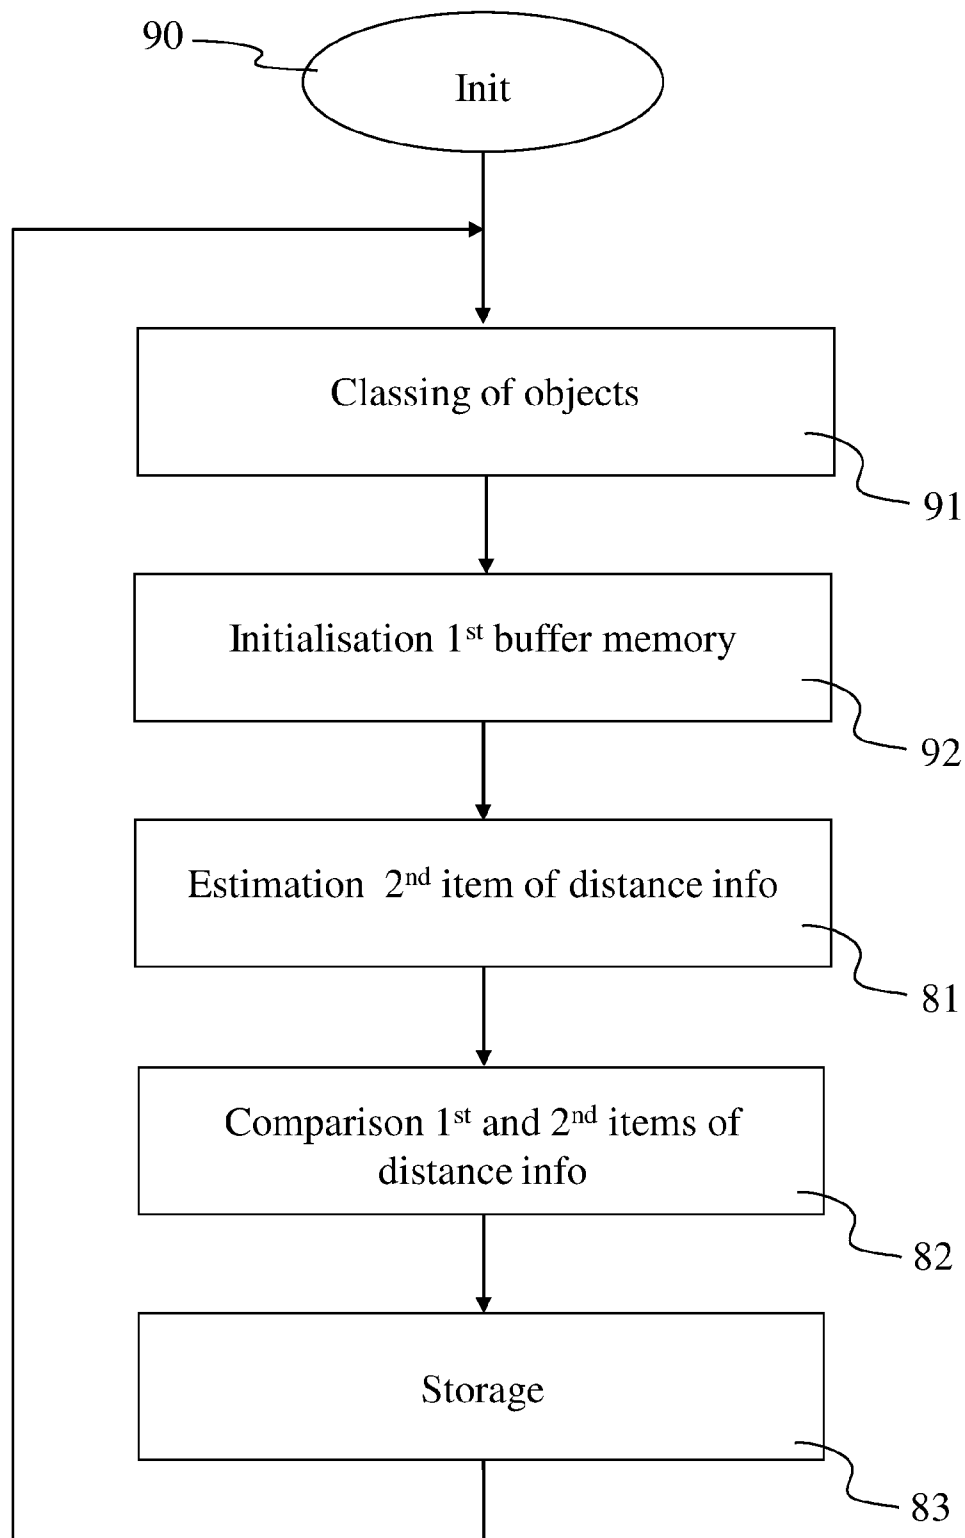 90
Init
Classing of objects
91
Initialisation 1st buffer memory
92
Estimation 2nd item of distance info
81
Comparison 1st and 2nd items of
distance info
82
Storage
83